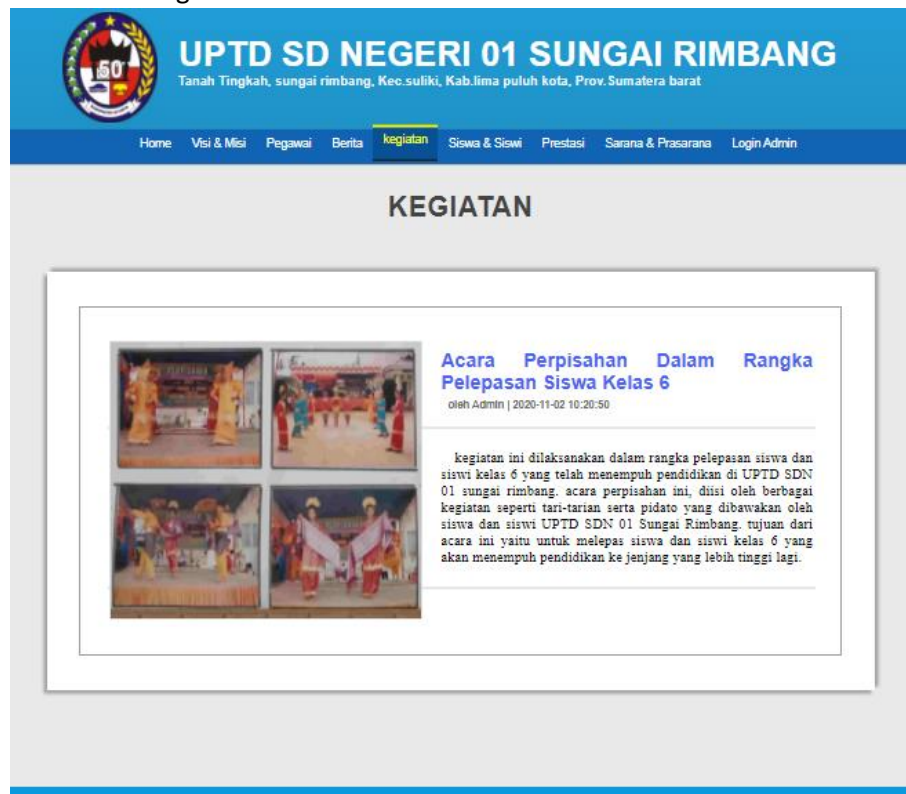 UPTD SD NEGERI 01 SUNGAI RIMBANG
Tanah Tingkah, sungai rimbang, Kec.suliki, Kab.lima puluh kota, Prov.Sumatera barat
50
Home Visi & Misi Pegawai Berita kegiatan Siswa & Siswi Prestasi Sarana & Prasarana Login Admin
KEGIATAN
Acara Perpisahan Dalam Rangka
Pelepasan Siswa Kelas 6
oleh Admin | 2020-11-02 10:20:50
kegiatan ini dilaksanakan dalam rangka pelepasan siswa dan
siswi kelas 6 yang telah menempuh pendidikan di UPTD SDN
01 sungai rimbang. acara perpisahan ini, diisi oleh berbagai
kegiatan seperti tari-tarian serta pidato yang dibawakan oleh
siswa dan siswi UPTD SDN 01 Sungai Rimbang. tujuan dari
acara ini yaitu untuk melepas siswa dan siswi kelas 6 yang
akan menempuh pendidikan ke jenjang yang lebih tinggi lagi.